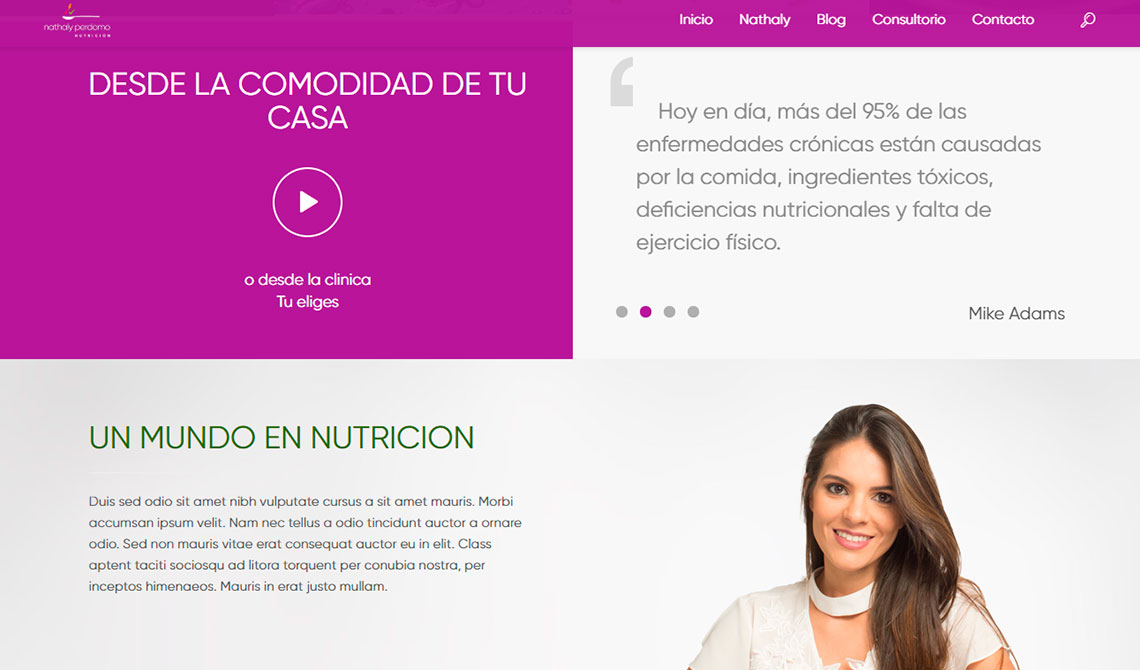 nathaly perdomo
NUTRICIÓN
Inicio
Nathaly
Blog
Consultorio
Contacto
DESDE LA COMODIDAD DE TU
CASA
o desde la clinica
Tu eliges
Hoy en día, más del 95% de las
enfermedades crónicas están causadas
por la comida, ingredientes tóxicos,
deficiencias nutricionales y falta de
ejercicio físico.
Mike Adams
UN MUNDO EN NUTRICION
Duis sed odio sit amet nibh vulputate cursus a sit amet mauris. Morbi
accumsan ipsum velit. Nam nec tellus a odio tincidunt auctor a ornare
odio. Sed non mauris vitae erat consequat auctor eu in elit. Class
aptent taciti sociosqu ad litora torquent per conubia nostra, per
inceptos himenaeos. Mauris in erat justo mullam.